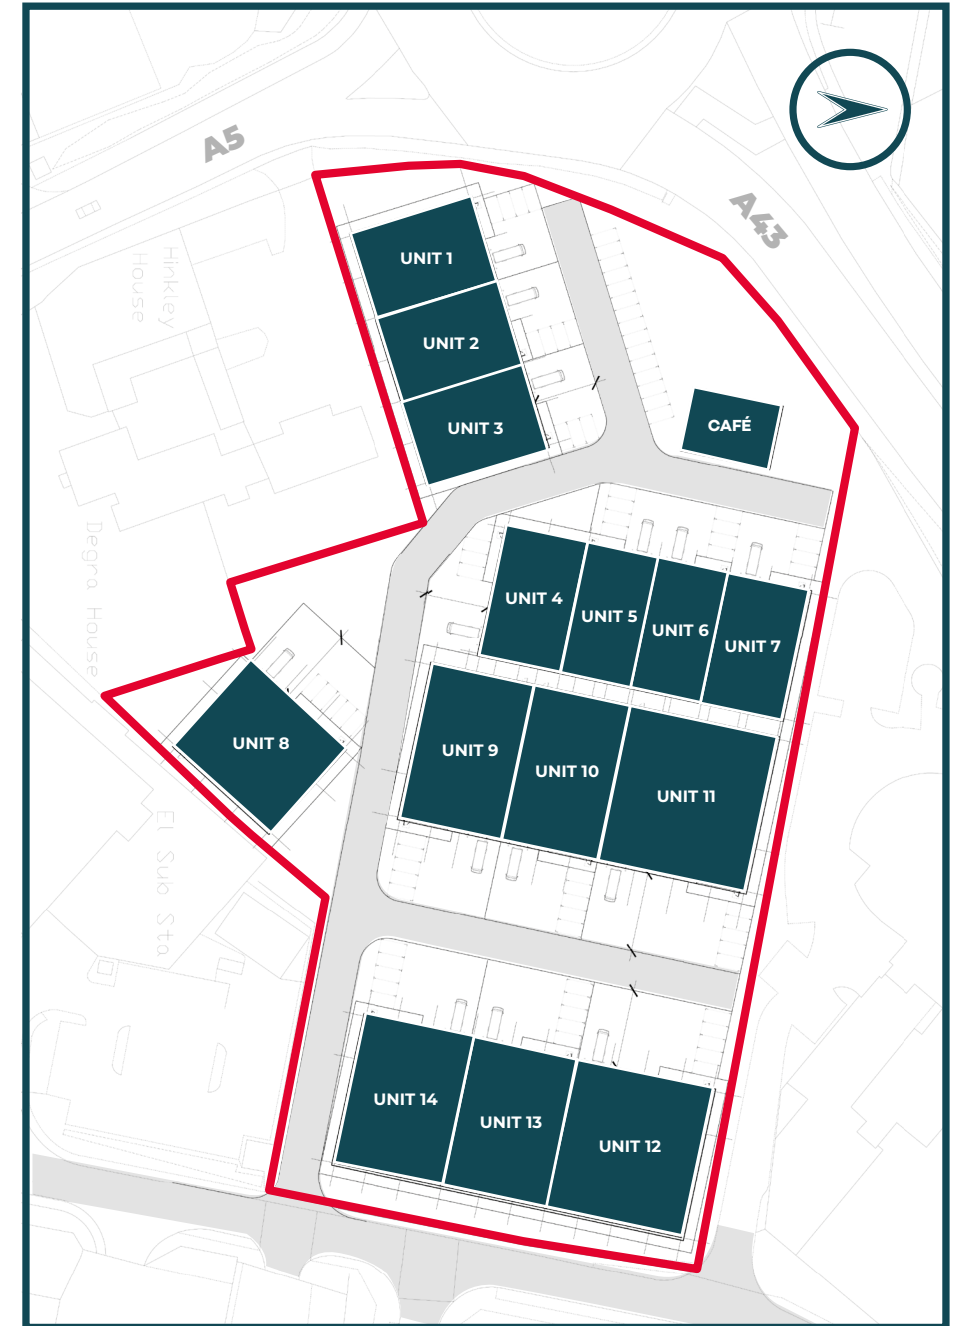 A5
A43
Hinkley
House
UNIT 1
UNIT 2
UNIT 3
CAFÉ
Degra House
UNIT 4
UNIT 5
UNIT 6
UNIT 7
UNIT 8
UNIT 9
UNIT 10
UNIT 11
El Sub Sta
UNIT 14
UNIT 13
UNIT 12